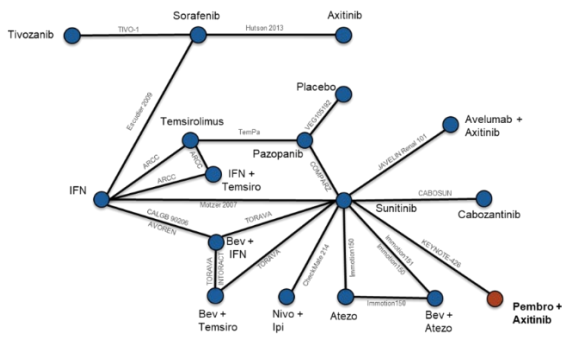 Tivozanib
TIVO-1
Sorafenib
Hutson 2013
Axitinib
Escudier 2009
Placebo
VEG105192
Temsirolimus
TemPa
Pazopanib
COMPARZ
JAVELIN Renal 101
Avelumab +
Axitinib
ARCC
ARCC
ARCC
IFN +
Temsiro
IFN
Motzer 2007
Sunitinib
CABOSUN
Cabozantinib
CALGB 90206
AVOREN
TORAVA
Bev +
IFN
TORAVA
INTORACT
TORAVA
CheckMate 214
Immotion150
Immotion151
Immotion150
KEYNOTE-426
Immotion150
Bev +
Temsiro
Nivo +
Ipi
Atezo
Bev +
Atezo
Pembro +
Axitinib